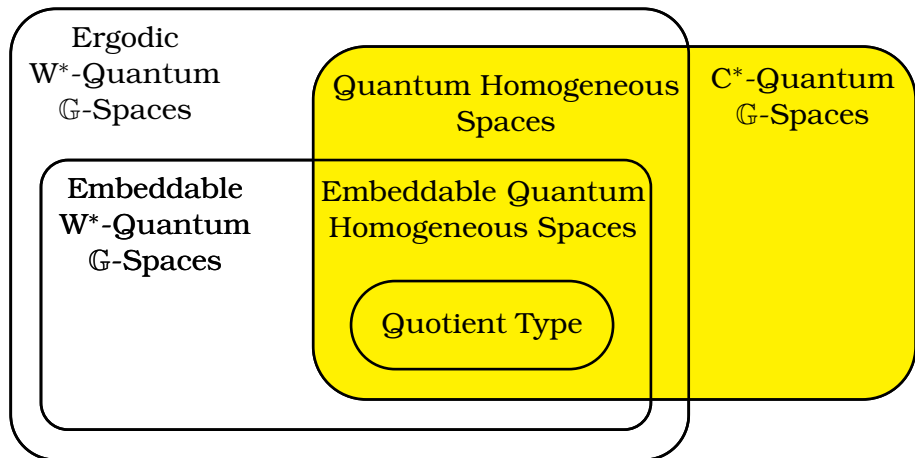 Ergodic
W*-Quantum
𝔾-Spaces
Quantum Homogeneous
Spaces
C*-Quantum
𝔾-Spaces
Embeddable
W*-Quantum
𝔾-Spaces
Embeddable Quantum
Homogeneous Spaces
Quotient Type